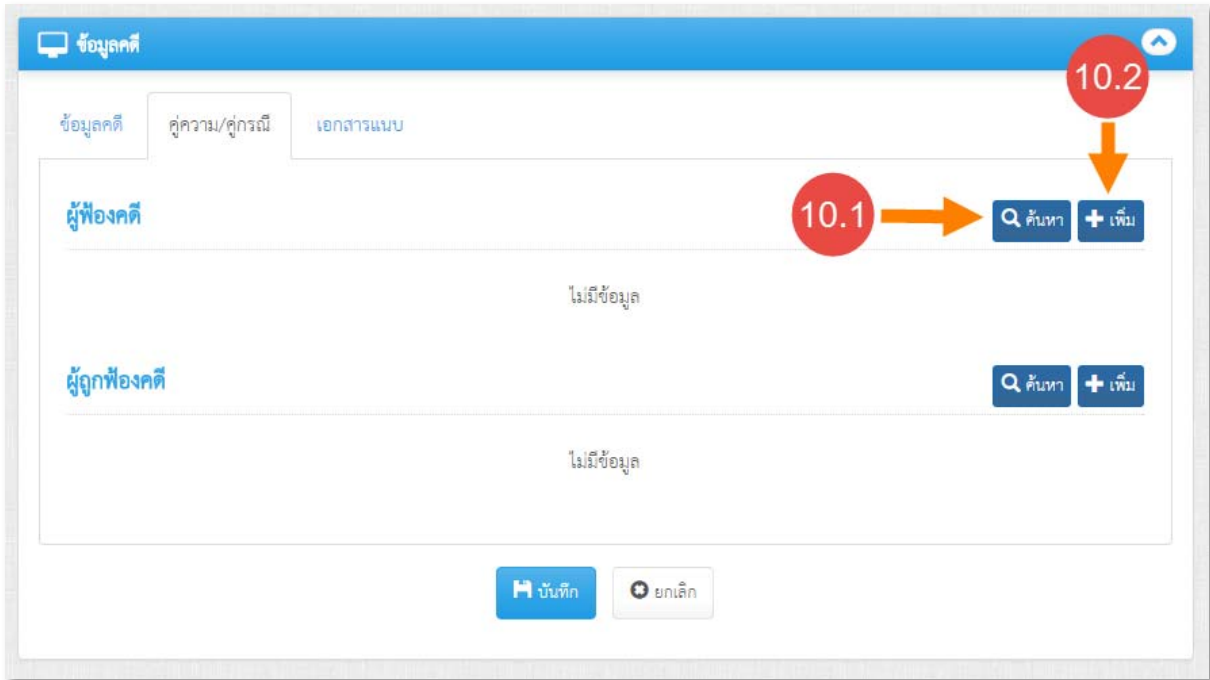 ข้อมูลคดี
10.2
ข้อมูลคดี คู่ความ/คู่กรณี เอกสารแนบ
ผู้ฟ้องคดี 10.1 ค้นหา เพิ่ม
ไม่มีข้อมูล
ผู้ถูกฟ้องคดี ค้นหา เพิ่ม
ไม่มีข้อมูล
บันทึก ยกเลิก